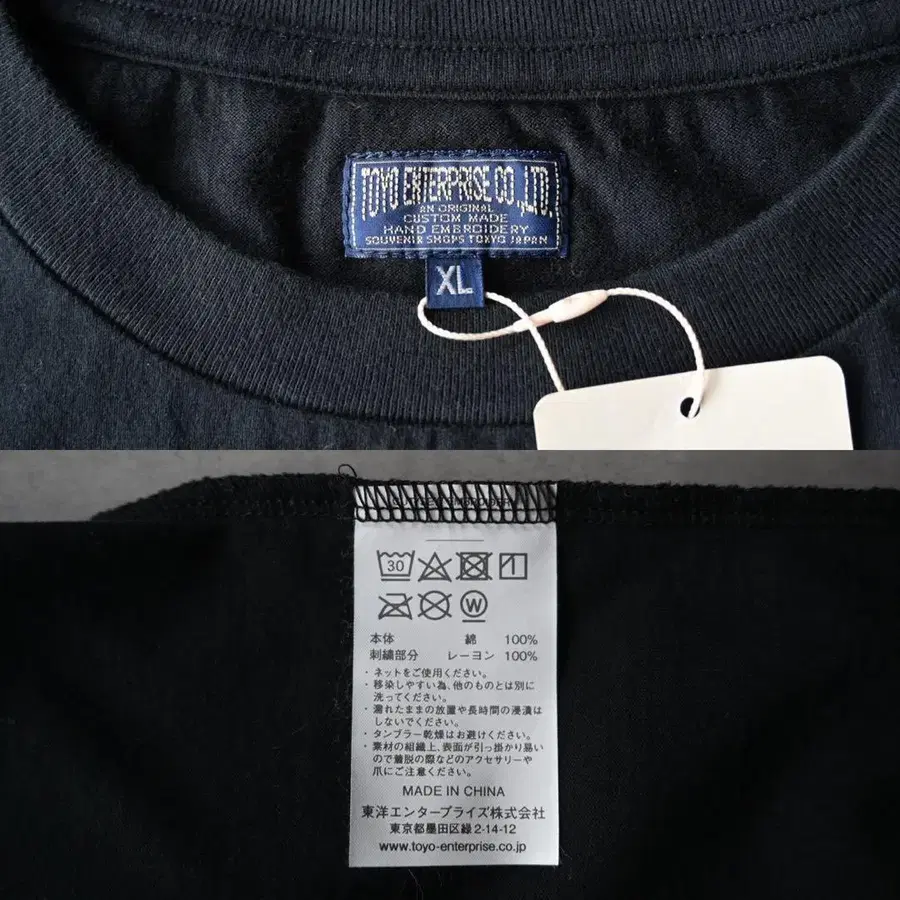 TOYO ENTERPRISE CO.,LTD.
AN ORIGINAL
CUSTOM MADE
HAND EMBROIDERY
SOUVENIR SHOPS TOKYO JAPAN
XL
30
W
本体 綿 100%
刺繍部分 レーヨン 100%
・ネットをご使用ください。
・移染しやすい為、他のものとは別に
洗ってください。
・濡れたままの放置や長時間の浸漬は
しないでください。
・タンブラー乾燥はお避けください。
・素材の組織上、表面が引っ掛かり易い
ので着脱の際などのアクセサリーや
爪にご注意ください。
MADE IN CHINA
東洋エンタープライズ株式会社
東京都墨田区緑2-14-12
www.toyo-enterprise.co.jp